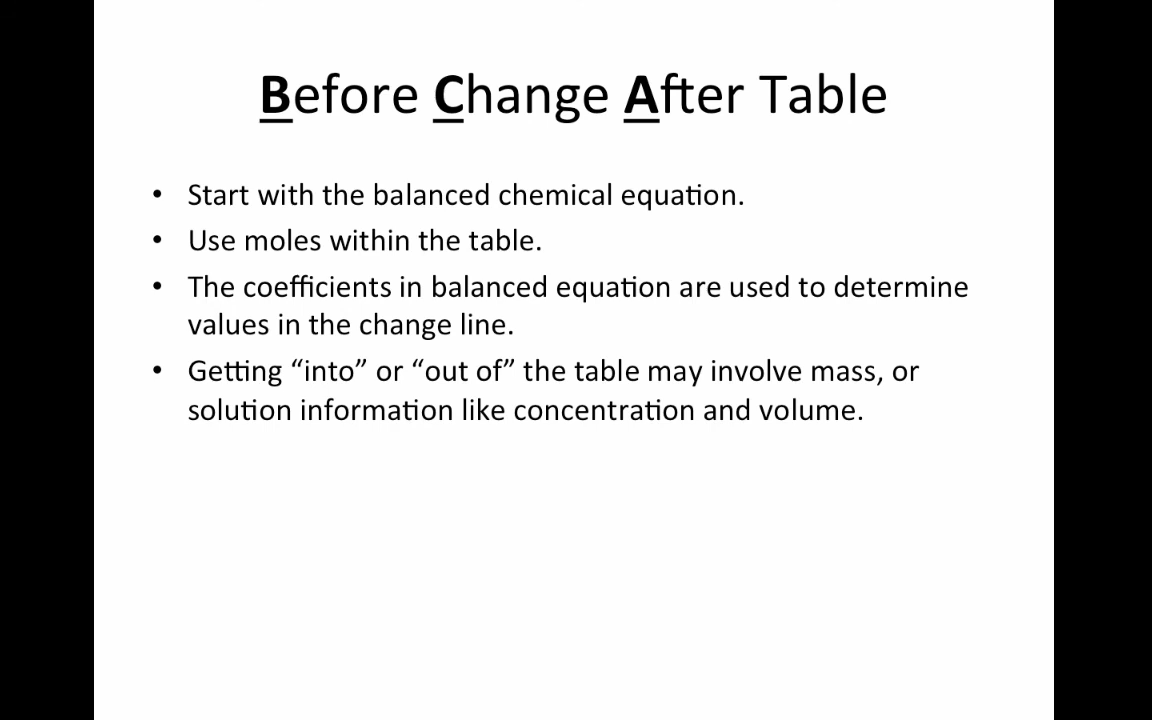 Before Change After Table
• Start with the balanced chemical equation.
• Use moles within the table.
• The coefficients in balanced equation are used to determine
values in the change line.
• Getting “into” or “out of” the table may involve mass, or
solution information like concentration and volume.